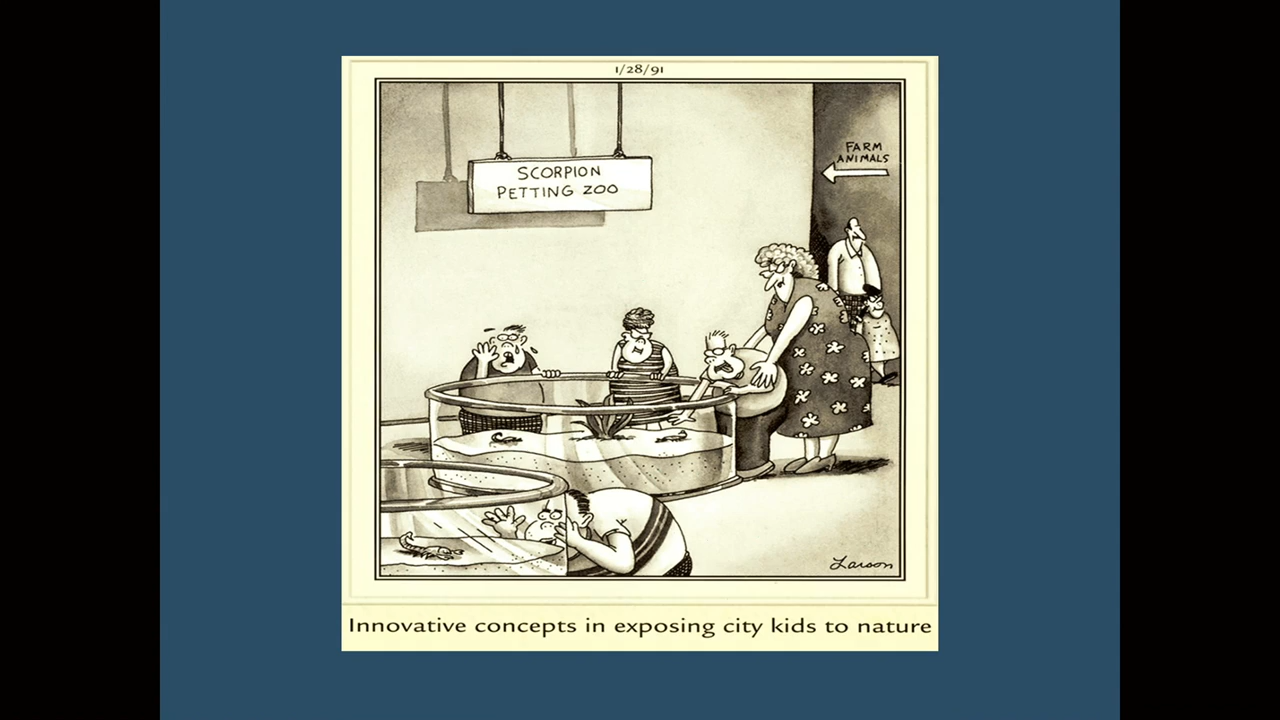 1/28/91
SCORPION
PETTING ZOO
FARM
ANIMALS
Larson
Innovative concepts in exposing city kids to nature